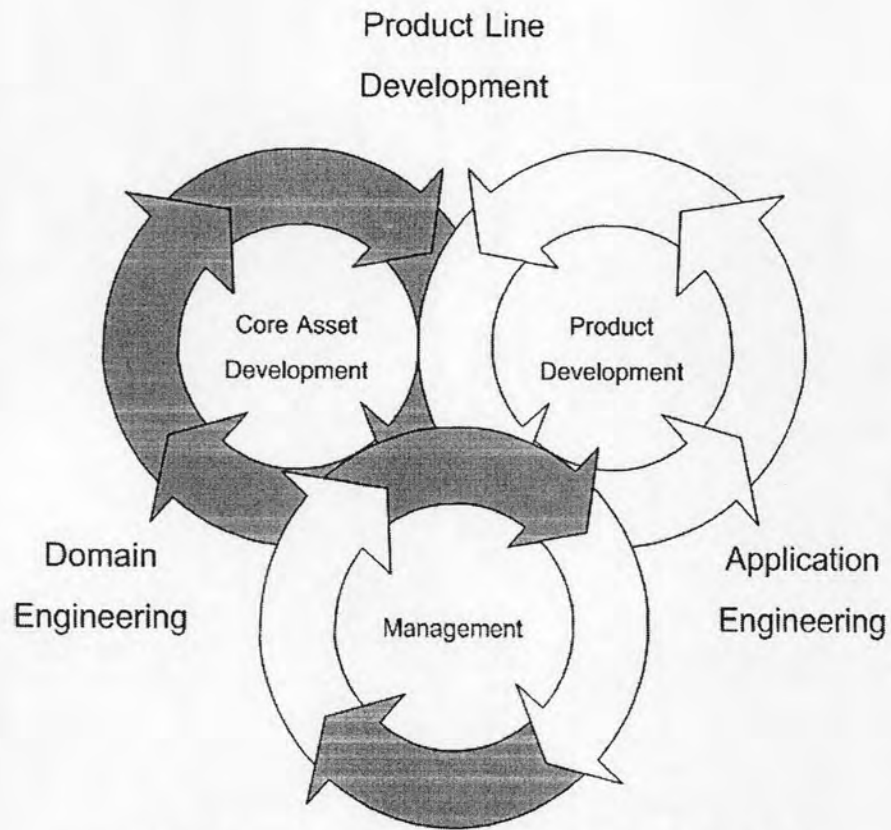 Product Line
Development
Core Asset
Development
Product
Development
Domain
Engineering
Application
Engineering
Management